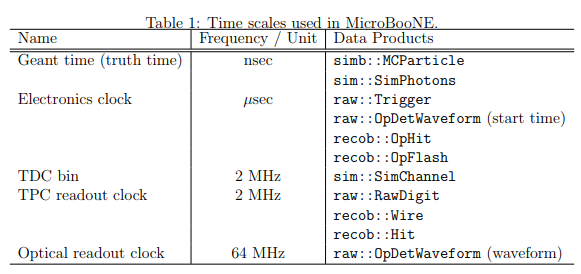 Table 1: Time scales used in MicroBooNE.
Name Frequency / Unit Data Products
Geant time (truth time) nsec simb::MCParticle
sim::SimPhotons
Electronics clock μsec raw::Trigger
raw::OpDetWaveform (start time)
recob::OpHit
recob::OpFlash
TDC bin 2 MHz sim::SimChannel
TPC readout clock 2 MHz raw::RawDigit
recob::Wire
recob::Hit
Optical readout clock 64 MHz raw::OpDetWaveform (waveform)